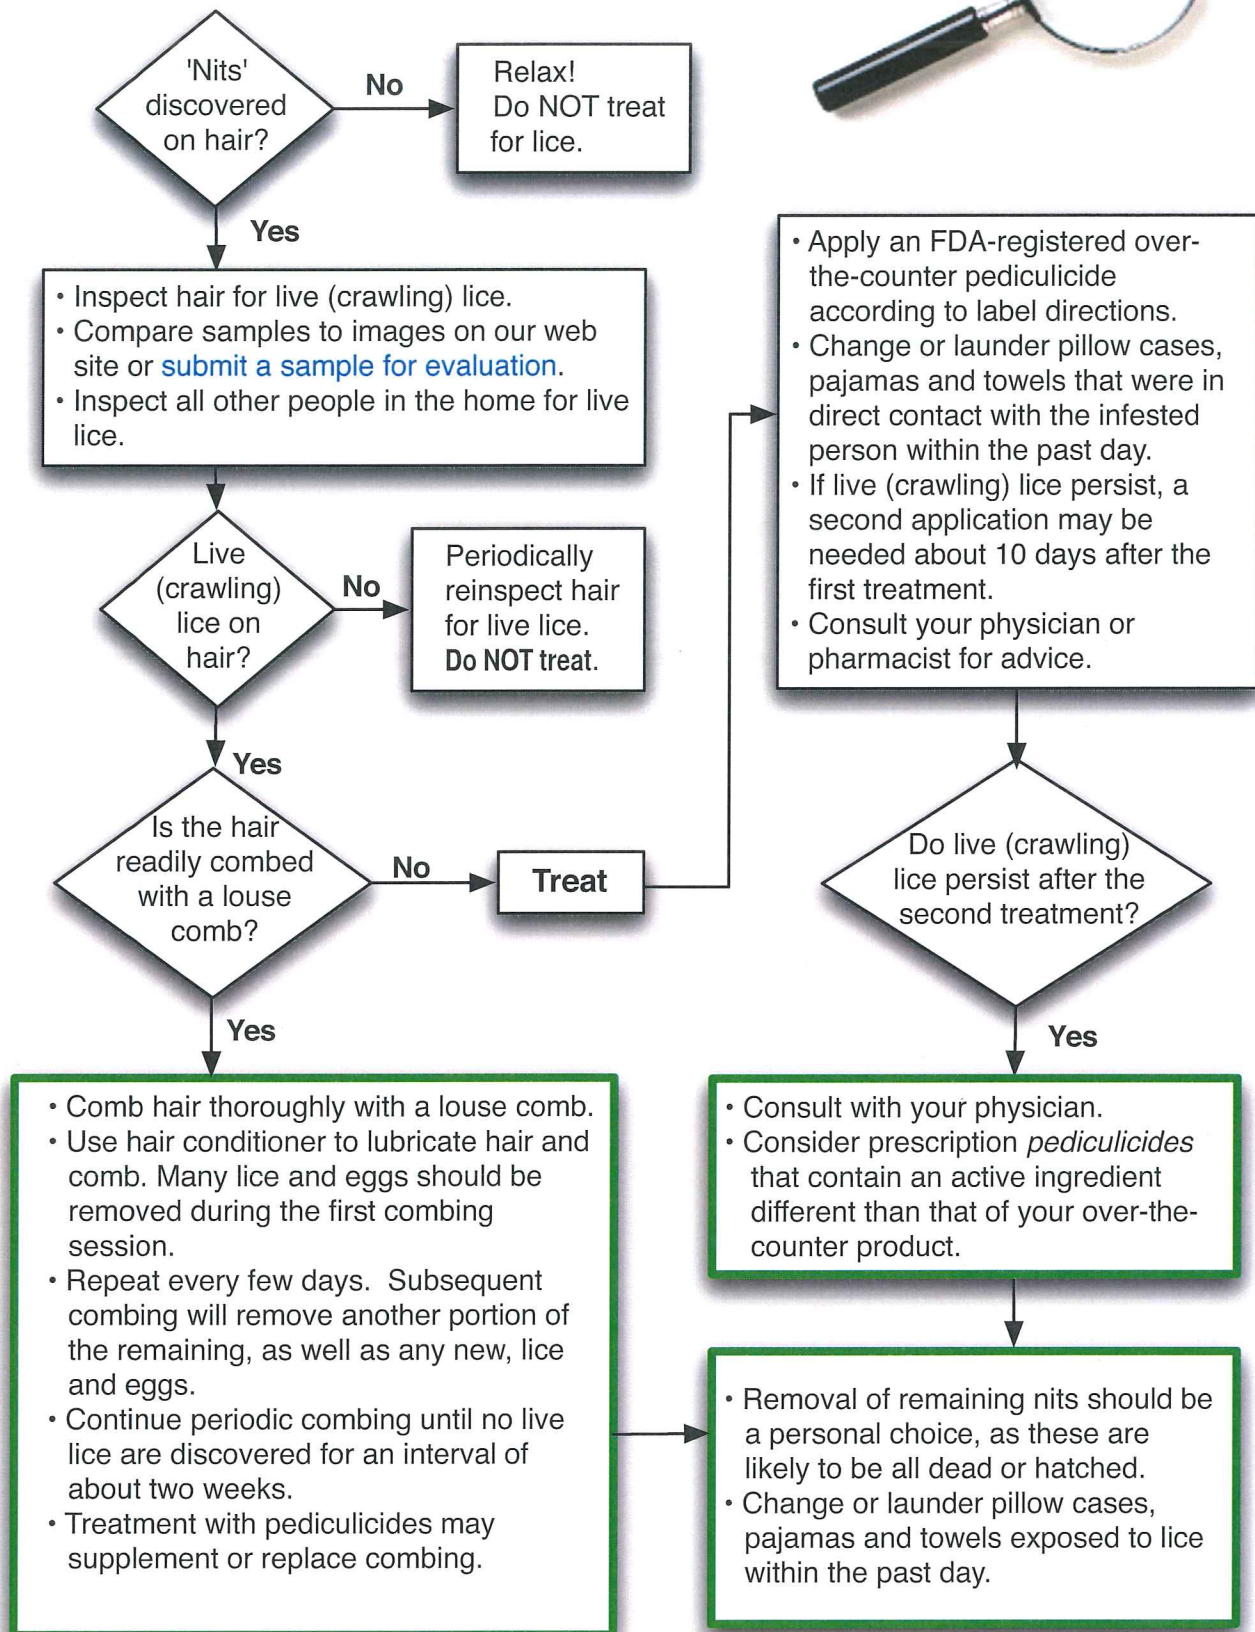 'Nits'
discovered
on hair?
No
Relax!
Do NOT treat
for lice.
Yes
• Inspect hair for live (crawling) lice.
• Compare samples to images on our web
site or submit a sample for evaluation.
• Inspect all other people in the home for live
lice.
Live
(crawling)
lice on
hair?
No
Periodically
reinspect hair
for live lice.
Do NOT treat.
Yes
Is the hair
readily combed
with a louse
comb?
No
Treat
• Apply an FDA-registered over-
the-counter pediculicide
according to label directions.
• Change or launder pillow cases,
pajamas and towels that were in
direct contact with the infested
person within the past day.
• If live (crawling) lice persist, a
second application may be
needed about 10 days after the
first treatment.
• Consult your physician or
pharmacist for advice.
Do live (crawling)
lice persist after the
second treatment?
Yes
• Comb hair thoroughly with a louse comb.
• Use hair conditioner to lubricate hair and
comb. Many lice and eggs should be
removed during the first combing
session.
• Repeat every few days. Subsequent
combing will remove another portion of
the remaining, as well as any new, lice
and eggs.
• Continue periodic combing until no live
lice are discovered for an interval of
about two weeks.
• Treatment with pediculicides may
supplement or replace combing.
Yes
• Consult with your physician.
• Consider prescription pediculicides
that contain an active ingredient
different than that of your over-the-
counter product.
• Removal of remaining nits should be
a personal choice, as these are
likely to be all dead or hatched.
• Change or launder pillow cases,
pajamas and towels exposed to lice
within the past day.